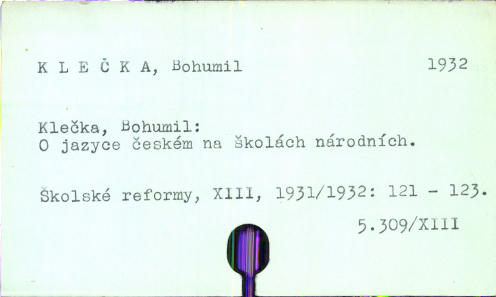 K L E Č K A, Bohumil 1932
Klečka, Bohumil:
O jazyce českém na školách národních.
Školské reformy, XIII, 1931/1932: 121 - 123.
5.309/XIII